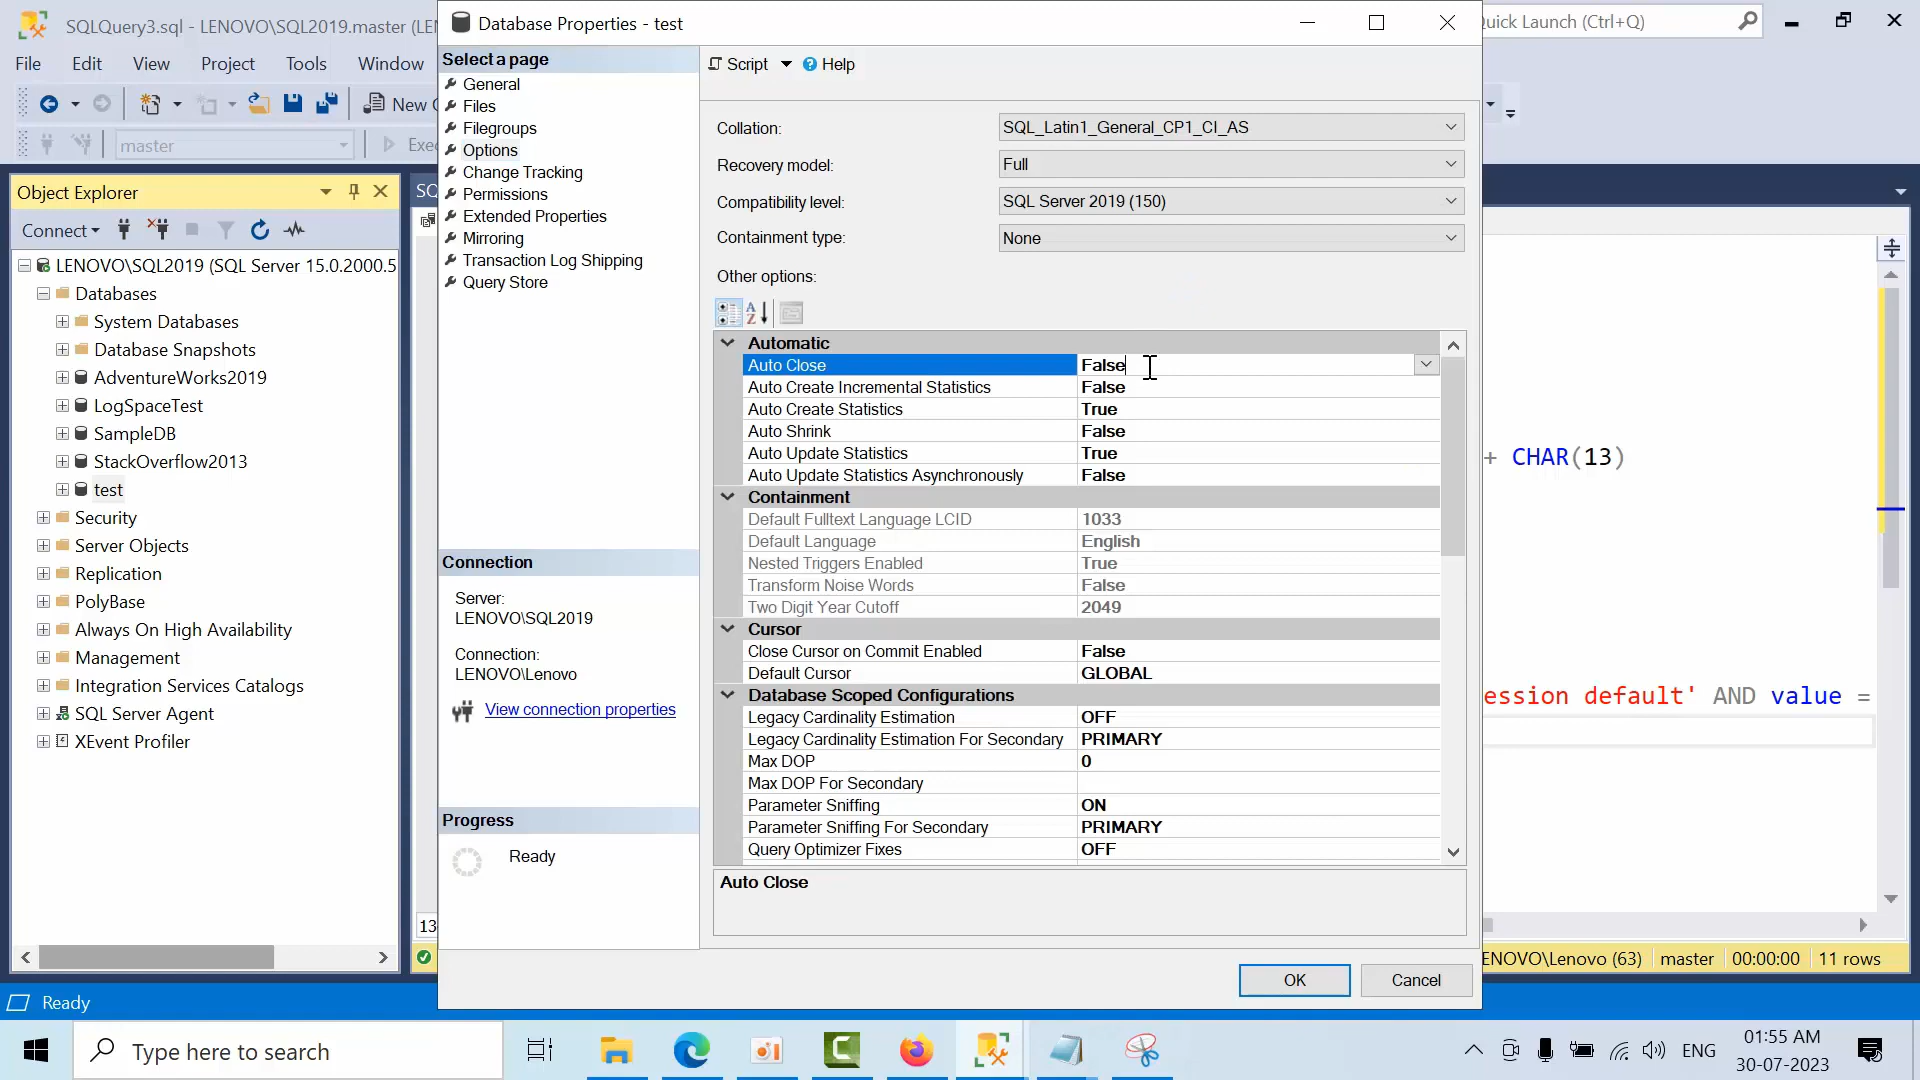 SQLQuery3.sql - LENOVO\SQL2019.master (LEN
Database Properties - test
Quick Launch (Ctrl+Q)
File Edit View Project Tools Window
New
master
Exec
Object Explorer
Connect
LENOVO\SQL2019 (SQL Server 15.0.2000.5
Databases
System Databases
Database Snapshots
AdventureWorks2019
LogSpaceTest
SampleDB
StackOverflow2013
test
Security
Server Objects
Replication
PolyBase
Always On High Availability
Management
Integration Services Catalogs
SQL Server Agent
XEvent Profiler
Select a page
General
Files
Filegroups
Options
Change Tracking
Permissions
Extended Properties
Mirroring
Transaction Log Shipping
Query Store
Connection
Server:
LENOVO\SQL2019
Connection:
LENOVO\Lenovo
View connection properties
Progress
Ready
Script Help
Collation: SQL_Latin1_General_CP1_CI_AS
Recovery model: Full
Compatibility level: SQL Server 2019 (150)
Containment type: None
Other options:
Automatic
Auto Close False
Auto Create Incremental Statistics False
Auto Create Statistics True
Auto Shrink False
Auto Update Statistics True
Auto Update Statistics Asynchronously False
Containment
Default Fulltext Language LCID 1033
Default Language English
Nested Triggers Enabled True
Transform Noise Words False
Two Digit Year Cutoff 2049
Cursor
Close Cursor on Commit Enabled False
Default Cursor GLOBAL
Database Scoped Configurations
Legacy Cardinality Estimation OFF
Legacy Cardinality Estimation For Secondary PRIMARY
Max DOP 0
Max DOP For Secondary
Parameter Sniffing ON
Parameter Sniffing For Secondary PRIMARY
Query Optimizer Fixes OFF
Auto Close
OK Cancel
SQ
+ CHAR(13)
ession default' AND value =
13
ENOVO\Lenovo (63) master 00:00:00 11 rows
Ready
Type here to search
ENG
01:55 AM
30-07-2023